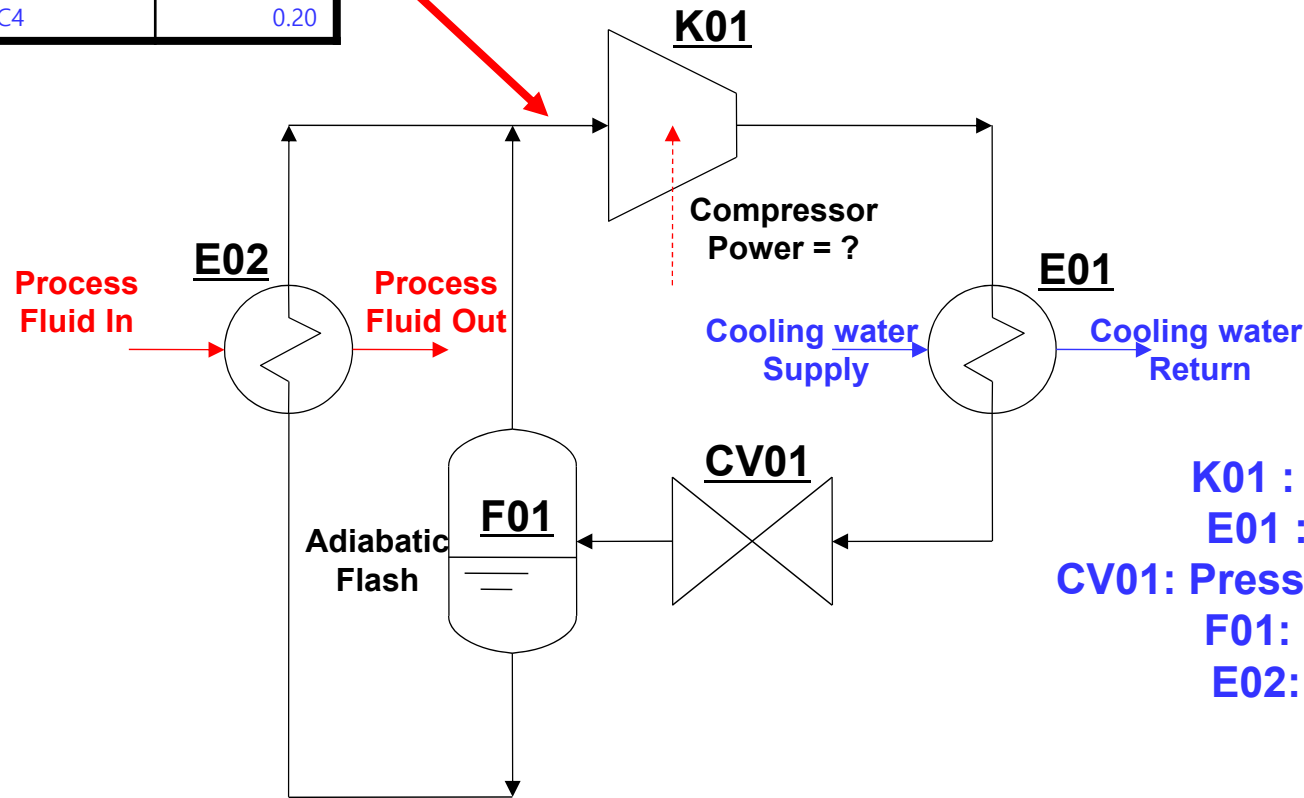 C4 0.20
K01
Compressor
Power = ?
E02
Process
Fluid In
Process
Fluid Out
E01
Cooling water
Supply
Cooling water
Return
CV01
F01
Adiabatic
Flash
K01 :
E01 :
CV01: Press
F01:
E02: